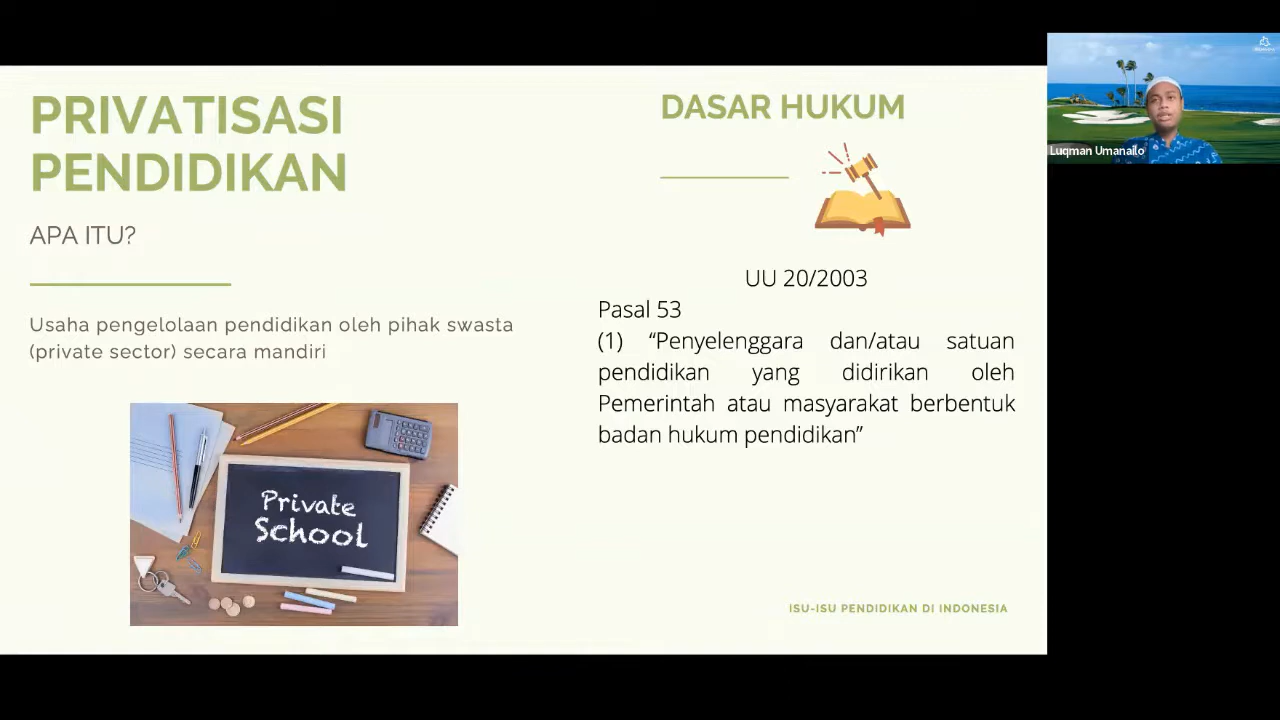 PRIVATISASI
PENDIDIKAN
APA ITU?
Usaha pengelolaan pendidikan oleh pihak swasta
(private sector) secara mandiri
Private
School
DASAR HUKUM
UU 20/2003
Pasal 53
(1) “Penyelenggara dan/atau satuan
pendidikan yang didirikan oleh
Pemerintah atau masyarakat berbentuk
badan hukum pendidikan”
ISU-ISU PENDIDIKAN DI INDONESIA
Luqman Umanailo